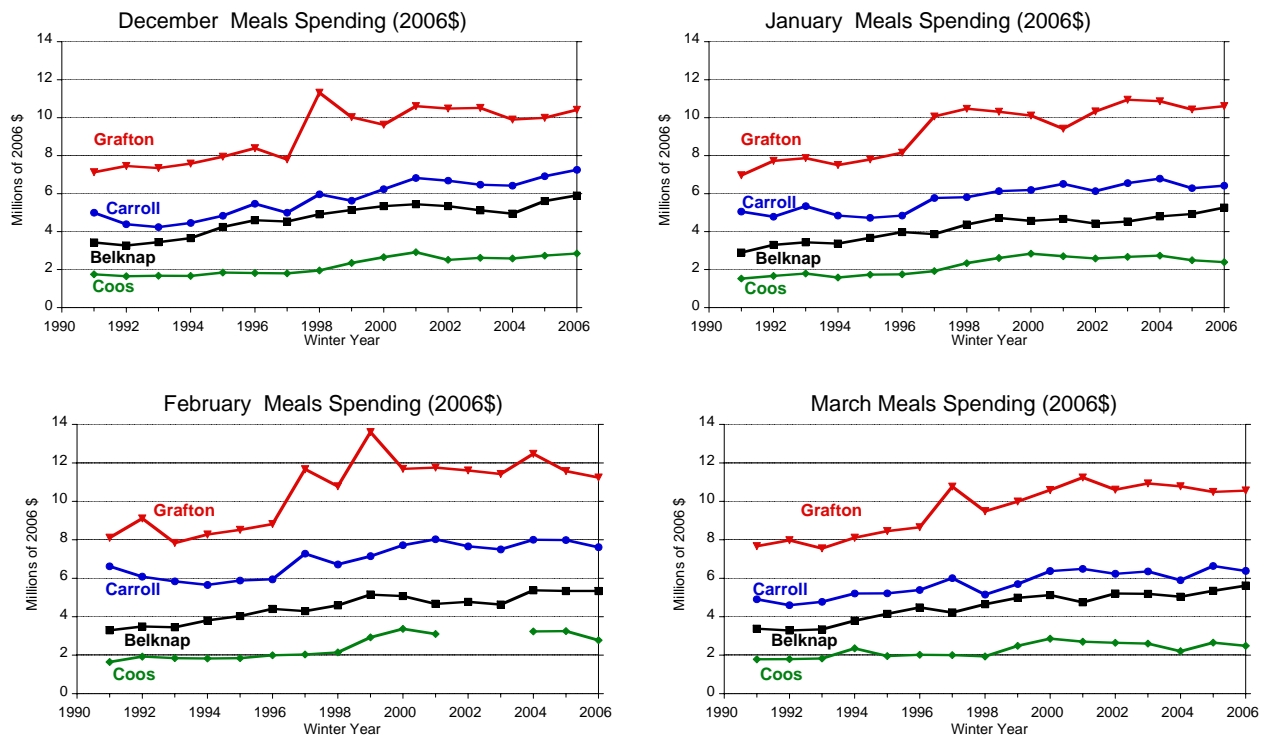 December  Meals Spending (2006$)
Millions of 2006 $
14
12
10
8
6
4
2
0
Grafton
Carroll
Belknap
Coos
1990 1992 1994 1996 1998 2000 2002 2004 2006
Winter Year
January  Meals Spending (2006$)
Millions of 2006 $
14
12
10
8
6
4
2
0
Grafton
Carroll
Belknap
Coos
1990 1992 1994 1996 1998 2000 2002 2004 2006
Winter Year
February  Meals Spending (2006$)
Millions of 2006 $
14
12
10
8
6
4
2
0
Grafton
Carroll
Belknap
Coos
1990 1992 1994 1996 1998 2000 2002 2004 2006
Winter Year
March Meals Spending (2006$)
Millions of 2006 $
14
12
10
8
6
4
2
0
Grafton
Carroll
Belknap
Coos
1990 1992 1994 1996 1998 2000 2002 2004 2006
Winter Year